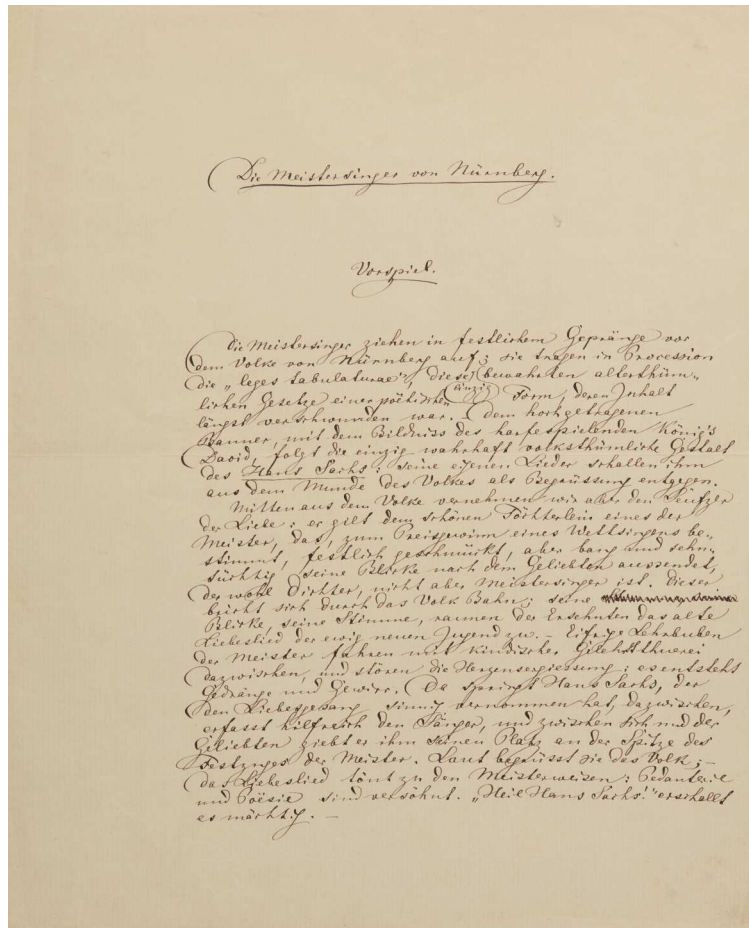 Die Meistersinger von Nürnberg.
Vorspiel.
Die Meistersinger ziehen in festlichem Gepränge vor
dem Volke von Nürnberg auf; sie tragen in Procession
die „leges tabulaturae“, diese bewahrten alterthüm-
lichen Gesetze einer poëtischen Form, deren Inhalt
längst verschwunden war. dem hochgetragenen
Banner, mit dem Bildniss des harfespielenden König's
David, folgt die einzig wahrhaft volksthümliche Gestalt
des Hans Sachs: seine eigenen Lieder schallen ihm
aus dem Munde des Volkes als Begrüssung entgegen.
Mitten aus dem Volke vernehmen wir aber den Seufzer
der Liebe: er gilt dem schönen Töchterlein eines der
Meister, das, zum Preisgewinn eines Wettsingens be-
stimmt, festlich geschmückt, aber bang und sehn-
süchtig seine Blicke nach dem Geliebten aussendet,
der wohl Dichter, nicht aber Meistersinger ist. Dieser
bricht sich durch das Volk Bahn; seine
Blicke, seine Stimme, raunen der Ersehnten das alte
Liebeslied der ewig neuen Jugend zu. – Eifrige Lehrbuben
der Meister fahren mit kindischer Gelehrtthuerei
dazwischen, und stören die Herzensergiessung; es entsteht
Gedränge und Gewirr. Da springt Hans Sachs, der
den Liebesgesang sinnig vernommen hat, dazwischen,
erfasst hilfreich den Sänger, und zwischen sich und der
Geliebten giebt er ihm seinen Platz an der Spitze des
Festzuges der Meister. Laut begrüsst sie das Volk; –
das Liebeslied tönt zu den Meisterweisen: Pedanterie
und Poësie sind versöhnt. „Heil Hans Sachs!“ erschallt
es mächtig. –